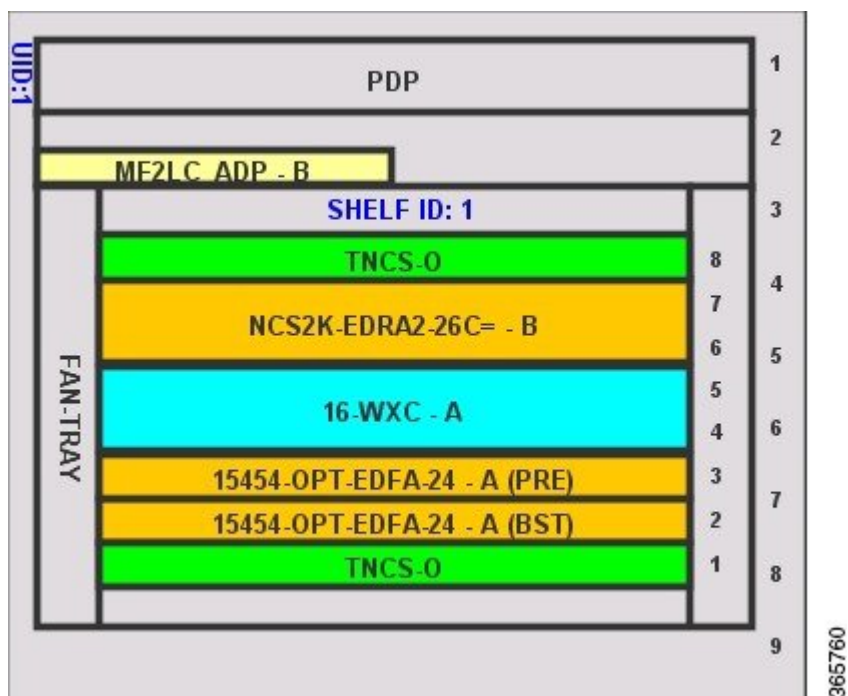 UID:1
PDP
1
2
MF2LC_ADP - B
SHELF ID: 1
3
TNCS-O
8
4
NCS2K-EDRA2-26C= - B
7
6
5
FAN-TRAY
16-WXC - A
5
4
6
15454-OPT-EDFA-24 - A (PRE)
3
7
15454-OPT-EDFA-24 - A (BST)
2
TNCS-O
1
8
9
365760